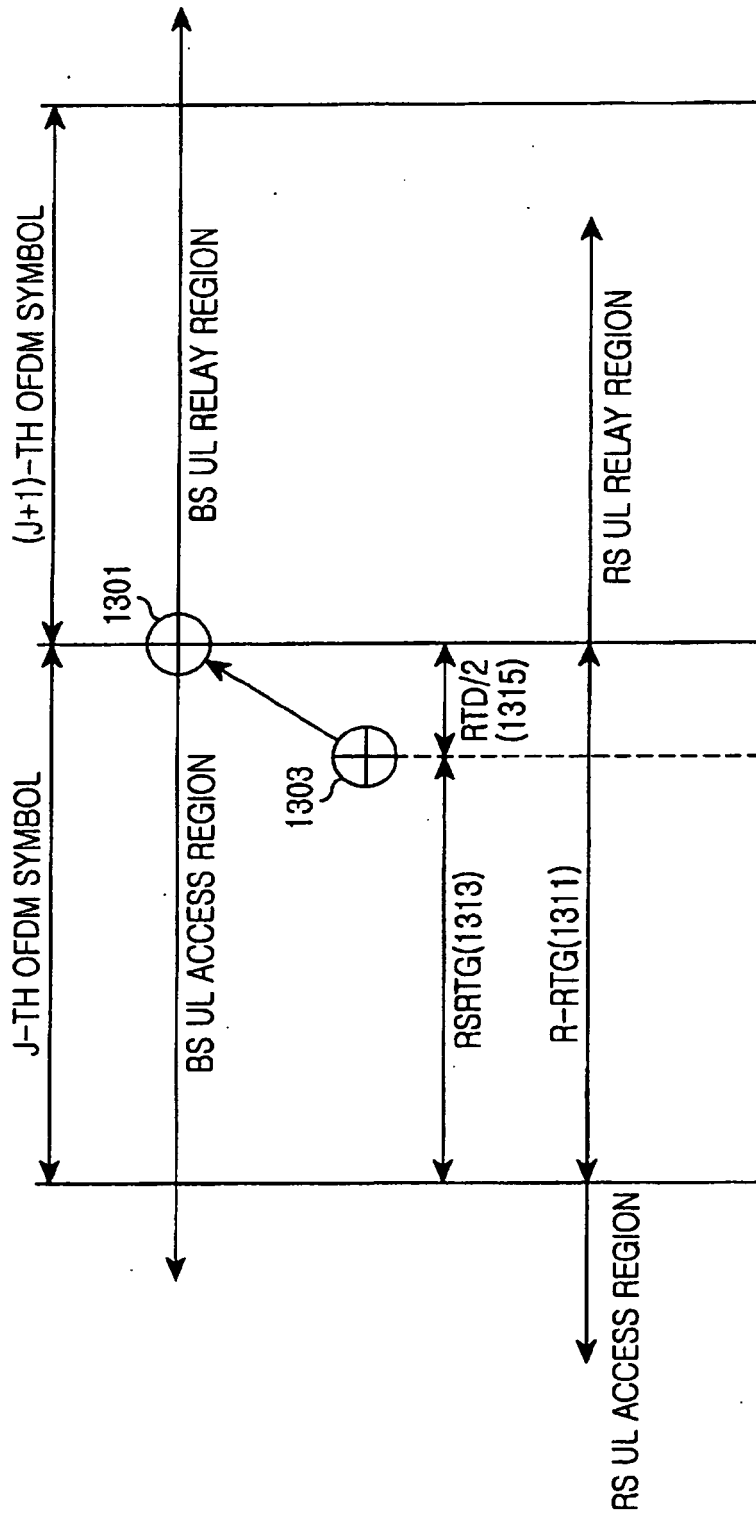 J-TH OFDM SYMBOL
(J+1)-TH OFDM SYMBOL
1301
BS UL ACCESS REGION
BS UL RELAY REGION
1303
RSRTG(1313)
RTD/2
(1315)
R-RTG(1311)
RS UL ACCESS REGION
RS UL RELAY REGION